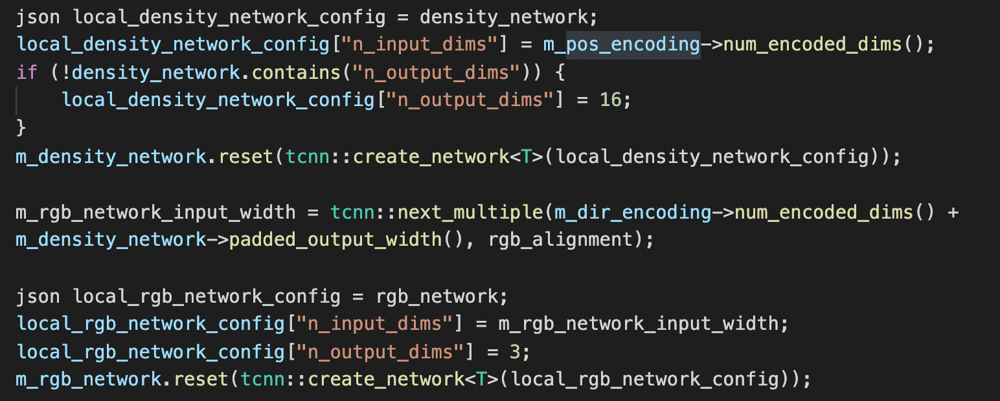 json local_density_network_config = density_network;
local_density_network_config["n_input_dims"] = m_pos_encoding->num_encoded_dims();
if (!density_network.contains("n_output_dims")) {
    local_density_network_config["n_output_dims"] = 16;
}
m_density_network.reset(tcnn::create_network<T>(local_density_network_config));

m_rgb_network_input_width = tcnn::next_multiple(m_dir_encoding->num_encoded_dims() +
m_density_network->padded_output_width(), rgb_alignment);

json local_rgb_network_config = rgb_network;
local_rgb_network_config["n_input_dims"] = m_rgb_network_input_width;
local_rgb_network_config["n_output_dims"] = 3;
m_rgb_network.reset(tcnn::create_network<T>(local_rgb_network_config));